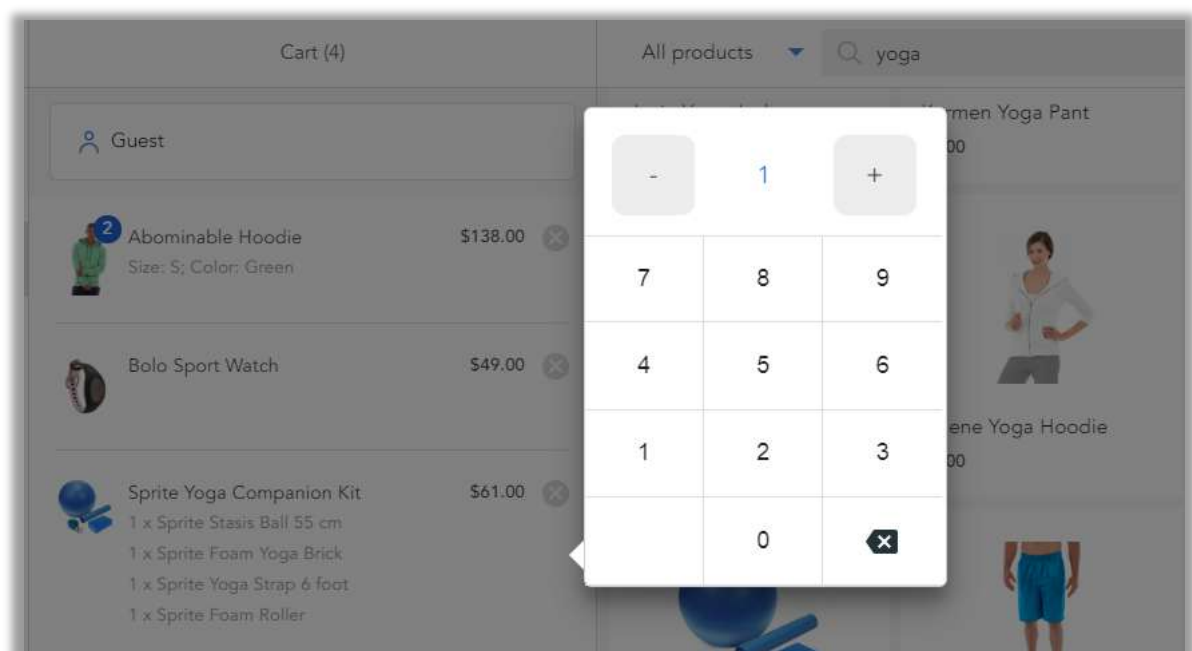 Cart (4)
All products
yoga
Guest
men Yoga Pant
00
- 1 +
2
Abominable Hoodie $138.00
Size: S; Color: Green
7 8 9
Bolo Sport Watch $49.00
4 5 6
ene Yoga Hoodie
00
1 2 3
Sprite Yoga Companion Kit $61.00
1 x Sprite Stasis Ball 55 cm
1 x Sprite Foam Yoga Brick
1 x Sprite Yoga Strap 6 foot
1 x Sprite Foam Roller
0